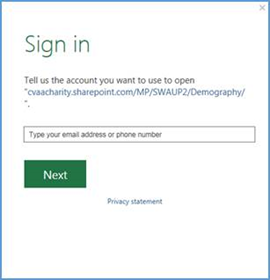 Sign in
Tell us the account you want to use to open
"cvaacharity.sharepoint.com/MP/SWAUP2/Demography/
".
Type your email address or phone number
Next
Privacy statement